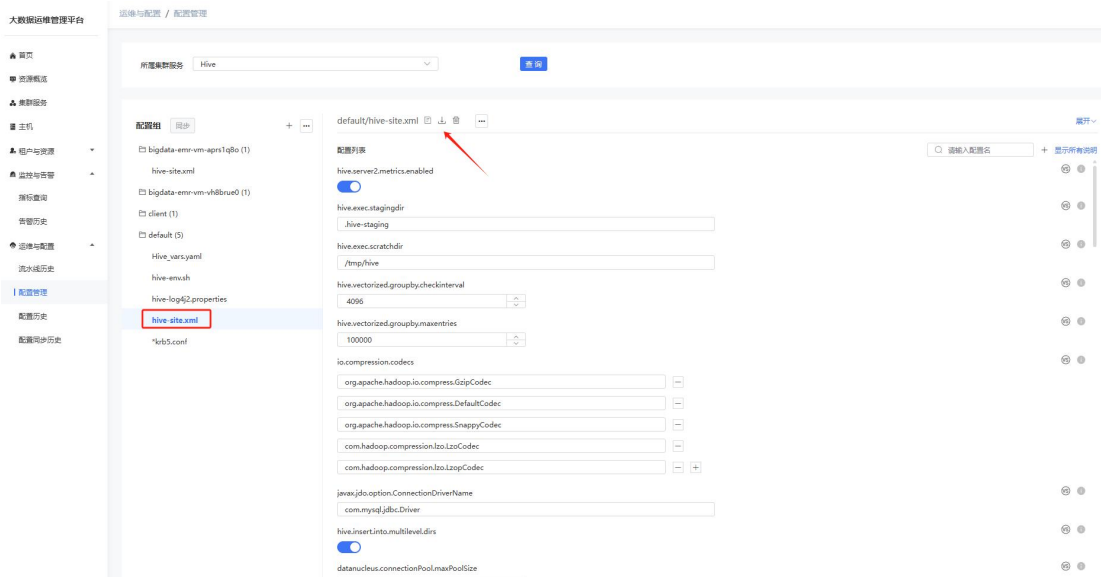 大数据运维管理平台
运维与配置 / 配置管理
首页
资源概览
集群服务
主机
租户与资源
监控与告警
指标查询
告警历史
运维与配置
流水线历史
配置管理
配置历史
配置同步历史
所属集群服务 Hive 查询
配置组 同步 + ...
bigdata-emr-vm-aprs1q8o (1)
hive-site.xml
bigdata-emr-vm-vh8brue0 (1)
client (1)
default (5)
Hive_vars.yaml
hive-env.sh
hive-log4j2.properties
hive-site.xml
*krb5.conf
default/hive-site.xml ... 展开
配置列表 请输入配置名 + 显示所有说明
hive.server2.metrics.enabled
hive.exec.stagingdir
.hive-staging
hive.exec.scratchdir
/tmp/hive
hive.vectorized.groupby.checkinterval
4096
hive.vectorized.groupby.maxentries
100000
io.compression.codecs
org.apache.hadoop.io.compress.GzipCodec
org.apache.hadoop.io.compress.DefaultCodec
org.apache.hadoop.io.compress.SnappyCodec
com.hadoop.compression.lzo.LzoCodec
com.hadoop.compression.lzo.LzopCodec
javax.jdo.option.ConnectionDriverName
com.mysql.jdbc.Driver
hive.insert.into.multilevel.dirs
datanucleus.connectionPool.maxPoolSize